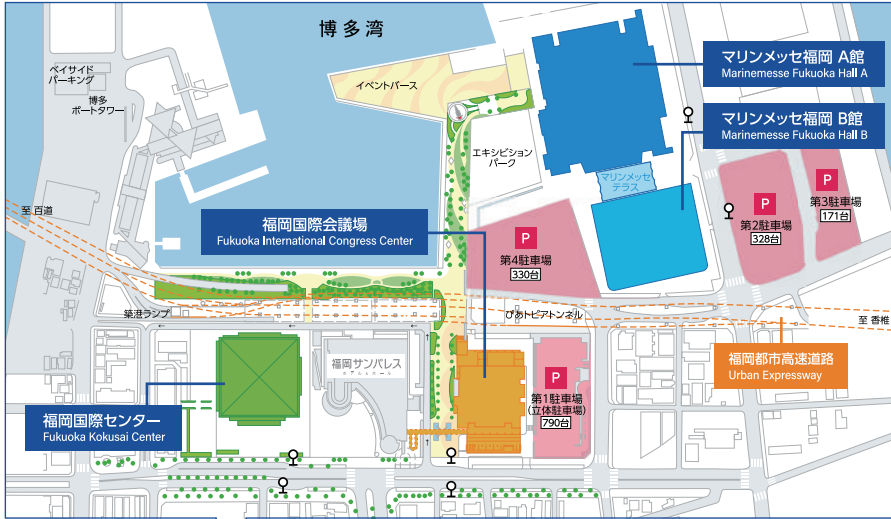 博多湾
マリンメッセ福岡 A館
Marinemesse Fukuoka Hall A
ベイサイド
パーキング
イベントバース
博多
ポートタワー
マリンメッセ福岡 B館
Marinemesse Fukuoka Hall B
エキシビション
パーク
マリンメッセ
テラス
P
第3駐車場
171台
P
第2駐車場
328台
至 百道
福岡国際会議場
Fukuoka International Congress Center
P
第4駐車場
330台
築港ランプ
ぴあトピアトンネル
至 香椎
福岡サンパレス
ホテル&ホール
福岡都市高速道路
Urban Expressway
P
第1駐車場
(立体駐車場)
790台
福岡国際センター
Fukuoka Kokusai Center